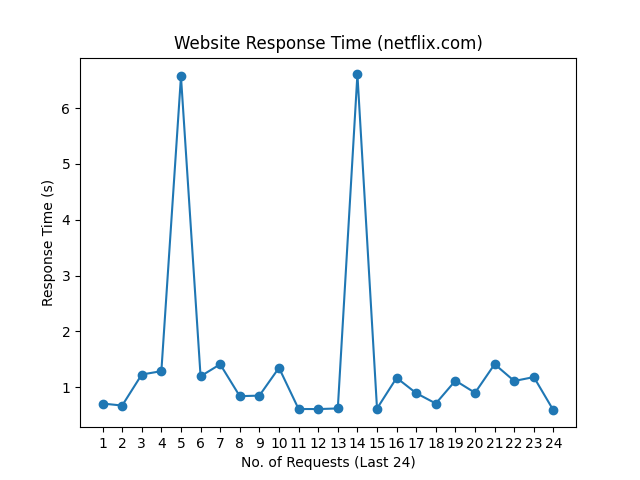 Website Response Time (netflix.com)
6
5
4
3
2
1
Response Time (s)
1 2 3 4 5 6 7 8 9 10 11 12 13 14 15 16 17 18 19 20 21 22 23 24
No. of Requests (Last 24)